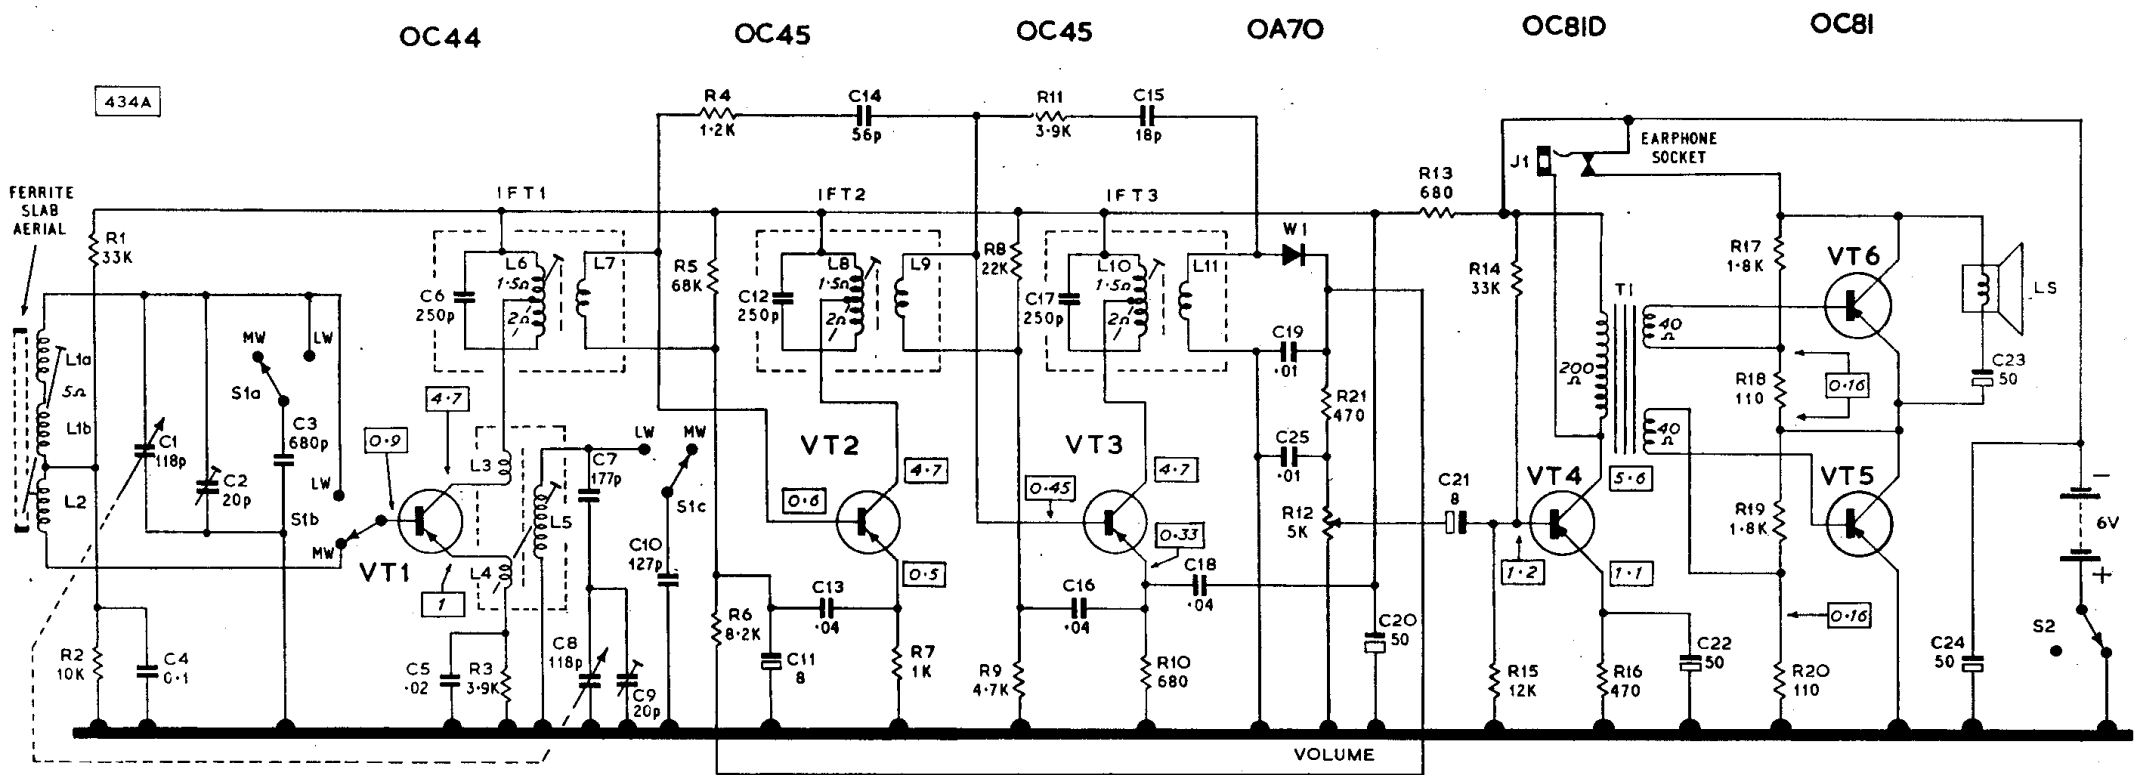 OC44 OC45 OC45 OA70 OC81D OC81
434A
R4
1·2K
C14
56p
R11
3·9K
C15
18p
FERRITE
SLAB
AERIAL
IFT1
IFT2
IFT3
R13
680
J1
EARPHONE
SOCKET
R1
33K
L6
1·5Ω
2Ω
L7
C6
250p
R5
68K
L8
1·5Ω
2Ω
L9
C12
250p
R8
22K
L10
1·5Ω
2Ω
L11
C17
250p
W1
R14
33K
T1
200
Ω
40
Ω
40
Ω
R17
1·8K
VT6
LS
L1a
5Ω
L1b
L2
MW
LW
S1a
C1
118p
C2
20p
C3
680p
LW
S1b
MW
0·9
4·7
VT1
1
L3
L4
L5
C7
177p
LW
MW
S1c
C10
127p
0·6
VT2
4·7
0·5
0·45
VT3
4·7
0·33
C19
·01
R21
470
C25
·01
R12
5K
C21
8
VT4
5·6
1·2
1·1
R18
110
0·16
C23
50
R19
1·8K
VT5
0·16
6V
−
+
S2
R2
10K
C4
0·1
C5
·02
R3
3·9K
C8
118p
C9
20p
R6
8·2K
C13
·04
C11
8
R7
1K
R9
4·7K
C16
·04
C18
·04
R10
680
C20
50
R15
12K
R16
470
C22
50
R20
110
C24
50
VOLUME